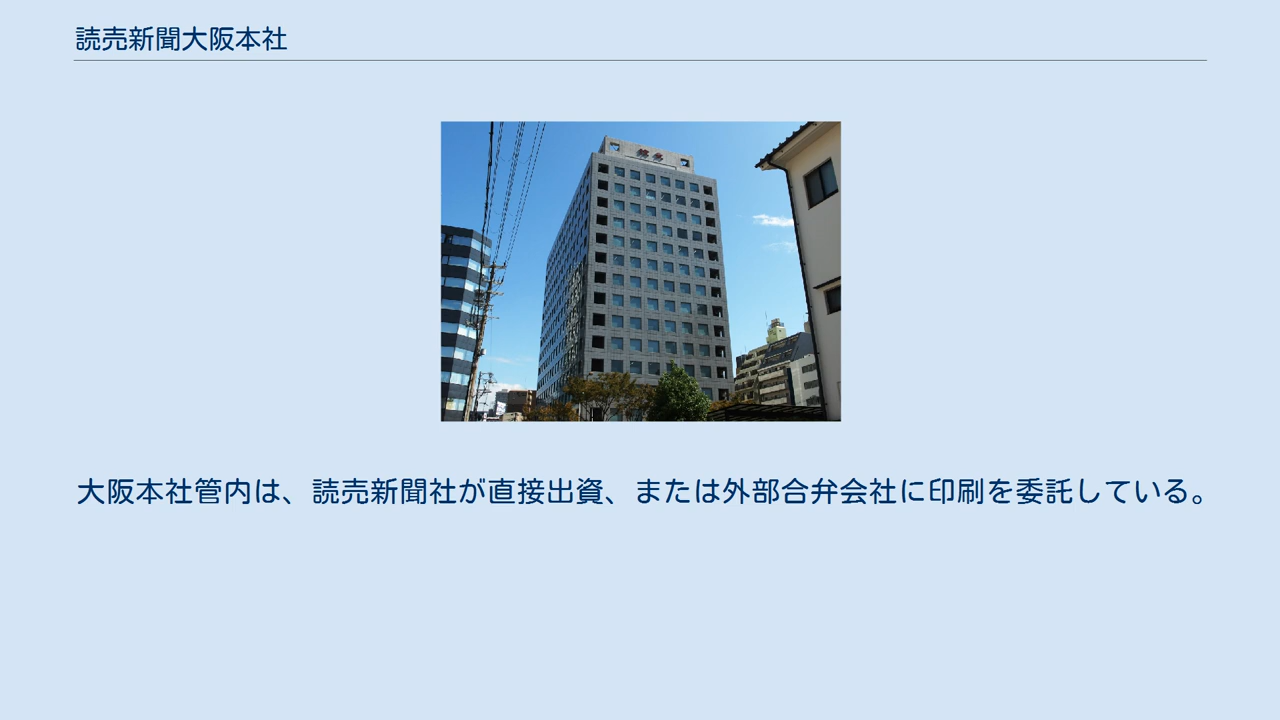 読売新聞大阪本社
大阪本社管内は、読売新聞社が直接出資、または外部合弁会社に印刷を委託している。